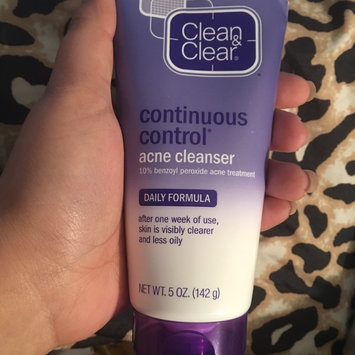 Clean &
Clear®
continuous
control®
acne cleanser
10% benzoyl peroxide acne treatment
DAILY FORMULA
after one week of use,
skin is visibly clearer
and less oily
NET WT. 5 OZ. (142 g)